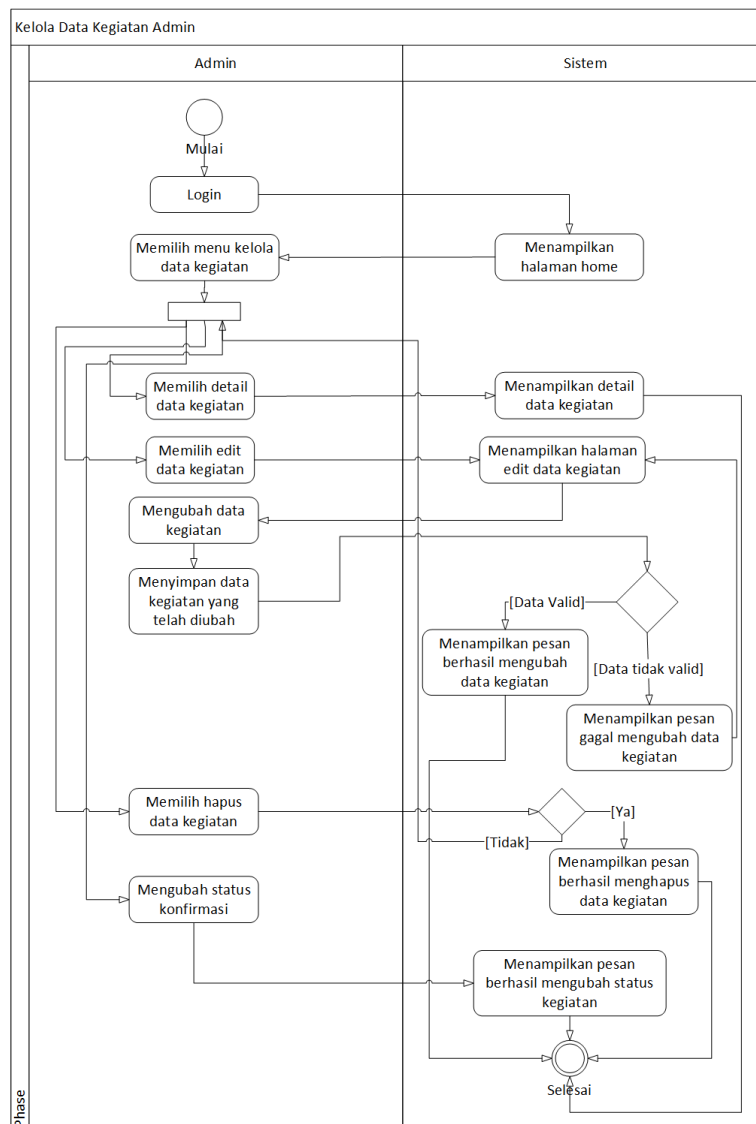 Kelola Data Kegiatan Admin
Admin
Sistem
Mulai
Login
Memilih menu kelola
data kegiatan
Menampilkan
halaman home
Memilih detail
data kegiatan
Menampilkan detail
data kegiatan
Memilih edit
data kegiatan
Menampilkan halaman
edit data kegiatan
Mengubah data
kegiatan
Menyimpan data
kegiatan yang
telah diubah
[Data Valid]
Menampilkan pesan
berhasil mengubah
data kegiatan
[Data tidak valid]
Menampilkan pesan
gagal mengubah data
kegiatan
Memilih hapus
data kegiatan
[Ya]
[Tidak]
Menampilkan pesan
berhasil menghapus
data kegiatan
Mengubah status
konfirmasi
Menampilkan pesan
berhasil mengubah status
kegiatan
Selesai
Phase